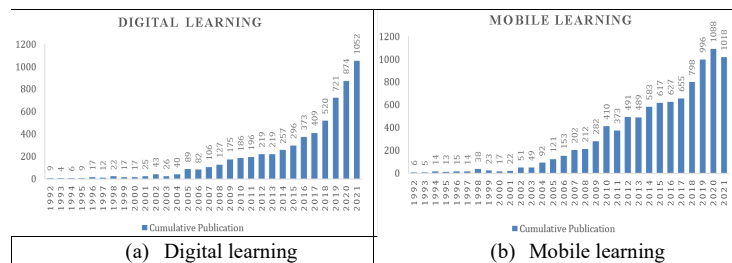 DIGITAL LEARNING
1200
1000
800
600
400
200
0
9 4 6 9 17 12 22 17 17 25 43 26 40 89 82 106 127 175 186 196 219 219 257 296 373 409 520 721 874 1052
1992 1993 1994 1995 1996 1997 1998 1999 2000 2001 2002 2003 2004 2005 2006 2007 2008 2009 2010 2011 2012 2013 2014 2015 2016 2017 2018 2019 2020 2021
Cumulative Publication
(a) Digital learning
MOBILE LEARNING
1200
1000
800
600
400
200
0
6 5 14 13 15 14 38 23 17 22 51 49 92 121 153 202 212 282 410 373 491 489 583 617 627 655 798 996 1088 1018
1992 1993 1994 1995 1996 1997 1998 1999 2000 2001 2002 2003 2004 2005 2006 2007 2008 2009 2010 2011 2012 2013 2014 2015 2016 2017 2018 2019 2020 2021
Cumulative Publication
(b) Mobile learning